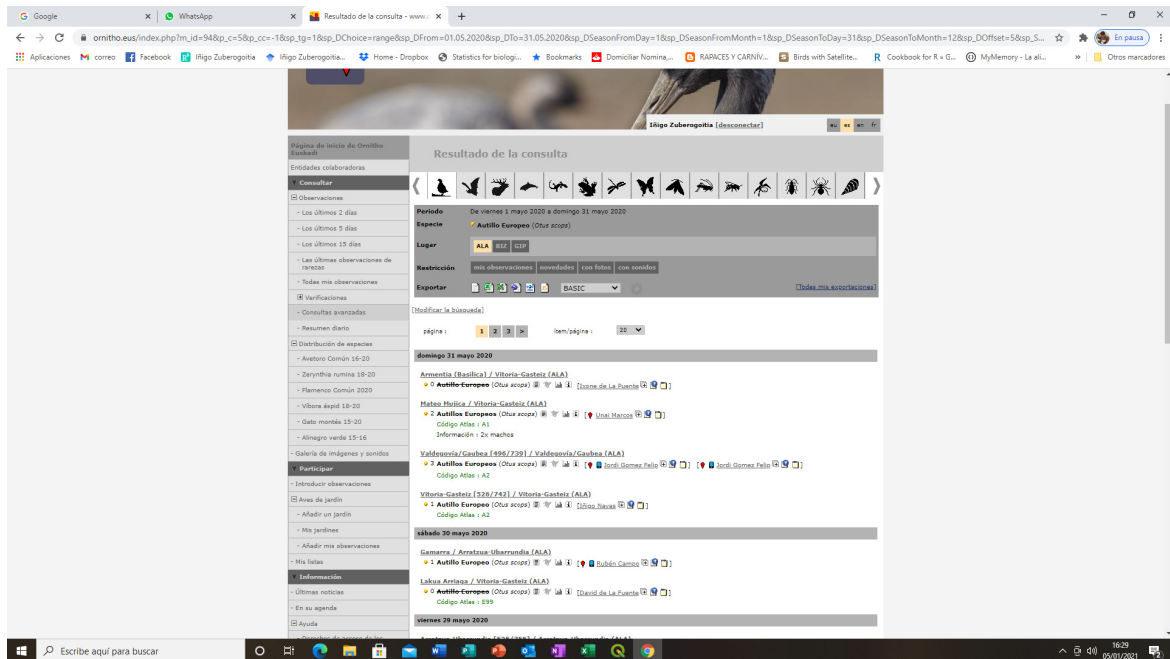 Google
WhatsApp
Resultado de la consulta - www.o
ornitho.eus/index.php?m_id=94&p_c=5&p_cc=-1&sp_tg=1&sp_DChoice=range&sp_DFrom=01.05.2020&sp_DTo=31.05.2020&sp_DSeasonFromDay=1&sp_DSeasonFromMonth=1&sp_DSeasonToDay=31&sp_DSeasonToMonth=12&sp_DOffset=5&sp_S...
En pausa
Aplicaciones correo Facebook Iñigo Zuberogoitia Iñigo Zuberogoitia... Home - Dropbox Statistics for biologi... Bookmarks Domiciliar Nomina,... RAPACES Y CARNÍV... Birds with Satellite... Cookbook for R » G... MyMemory - La ali... » Otros marcadores
Iñigo Zuberogoitia [desconectar]
eu es en fr
Página de inicio de Ornitho Euskadi
Entidades colaboradoras
Consultar
Observaciones
- Los últimos 2 días
- Los últimos 5 días
- Los últimos 15 días
- Las últimas observaciones de rarezas
- Todas mis observaciones
Verificaciones
- Consultas avanzadas
- Resumen diario
Distribución de especies
- Avetoro Común 16-20
- Zerynthia rumina 18-20
- Flamenco Común 2020
- Víbora áspid 18-20
- Gato montés 15-20
- Alinegro verde 15-16
- Galería de imágenes y sonidos
Participar
- Introducir observaciones
Aves de jardín
- Añadir un jardín
- Mis jardines
- Añadir mis observaciones
- Mis listas
Información
- Últimas noticias
- En su agenda
Ayuda
Resultado de la consulta
Periodo De viernes 1 mayo 2020 a domingo 31 mayo 2020
Especie Autillo Europeo (Otus scops)
Lugar ALA BIZ GIP
Restricción mis observaciones novedades con fotos con sonidos
Exportar BASIC [Todas mis exportaciones]
[Modificar la búsqueda]
página : 1 2 3 > ítem/página : 20
domingo 31 mayo 2020
Armentia (Basílica) / Vitoria-Gasteiz (ALA)
0 Autillo Europeo (Otus scops) [Ixone de La Puente ]
Mateo Mujica / Vitoria-Gasteiz (ALA)
2 Autillos Europeos (Otus scops) [ Unai Marcos ]
Código Atlas : A1
Información : 2x machos
Valdegovía/Gaubea [496/739] / Valdegovía/Gaubea (ALA)
3 Autillos Europeos (Otus scops) [ Jordi Gomez Felip ] [ Jordi Gomez Felip ]
Código Atlas : A2
Vitoria-Gasteiz [526/742] / Vitoria-Gasteiz (ALA)
1 Autillo Europeo (Otus scops) [Iñigo Navas ]
Código Atlas : A2
sábado 30 mayo 2020
Gamarra / Arratzua-Ubarrundia (ALA)
1 Autillo Europeo (Otus scops) [ Rubén Campo ]
Lakua Arriaga / Vitoria-Gasteiz (ALA)
0 Autillo Europeo (Otus scops) [David de La Fuente ]
Código Atlas : E99
viernes 29 mayo 2020
Escribe aquí para buscar
16:29
05/01/2021